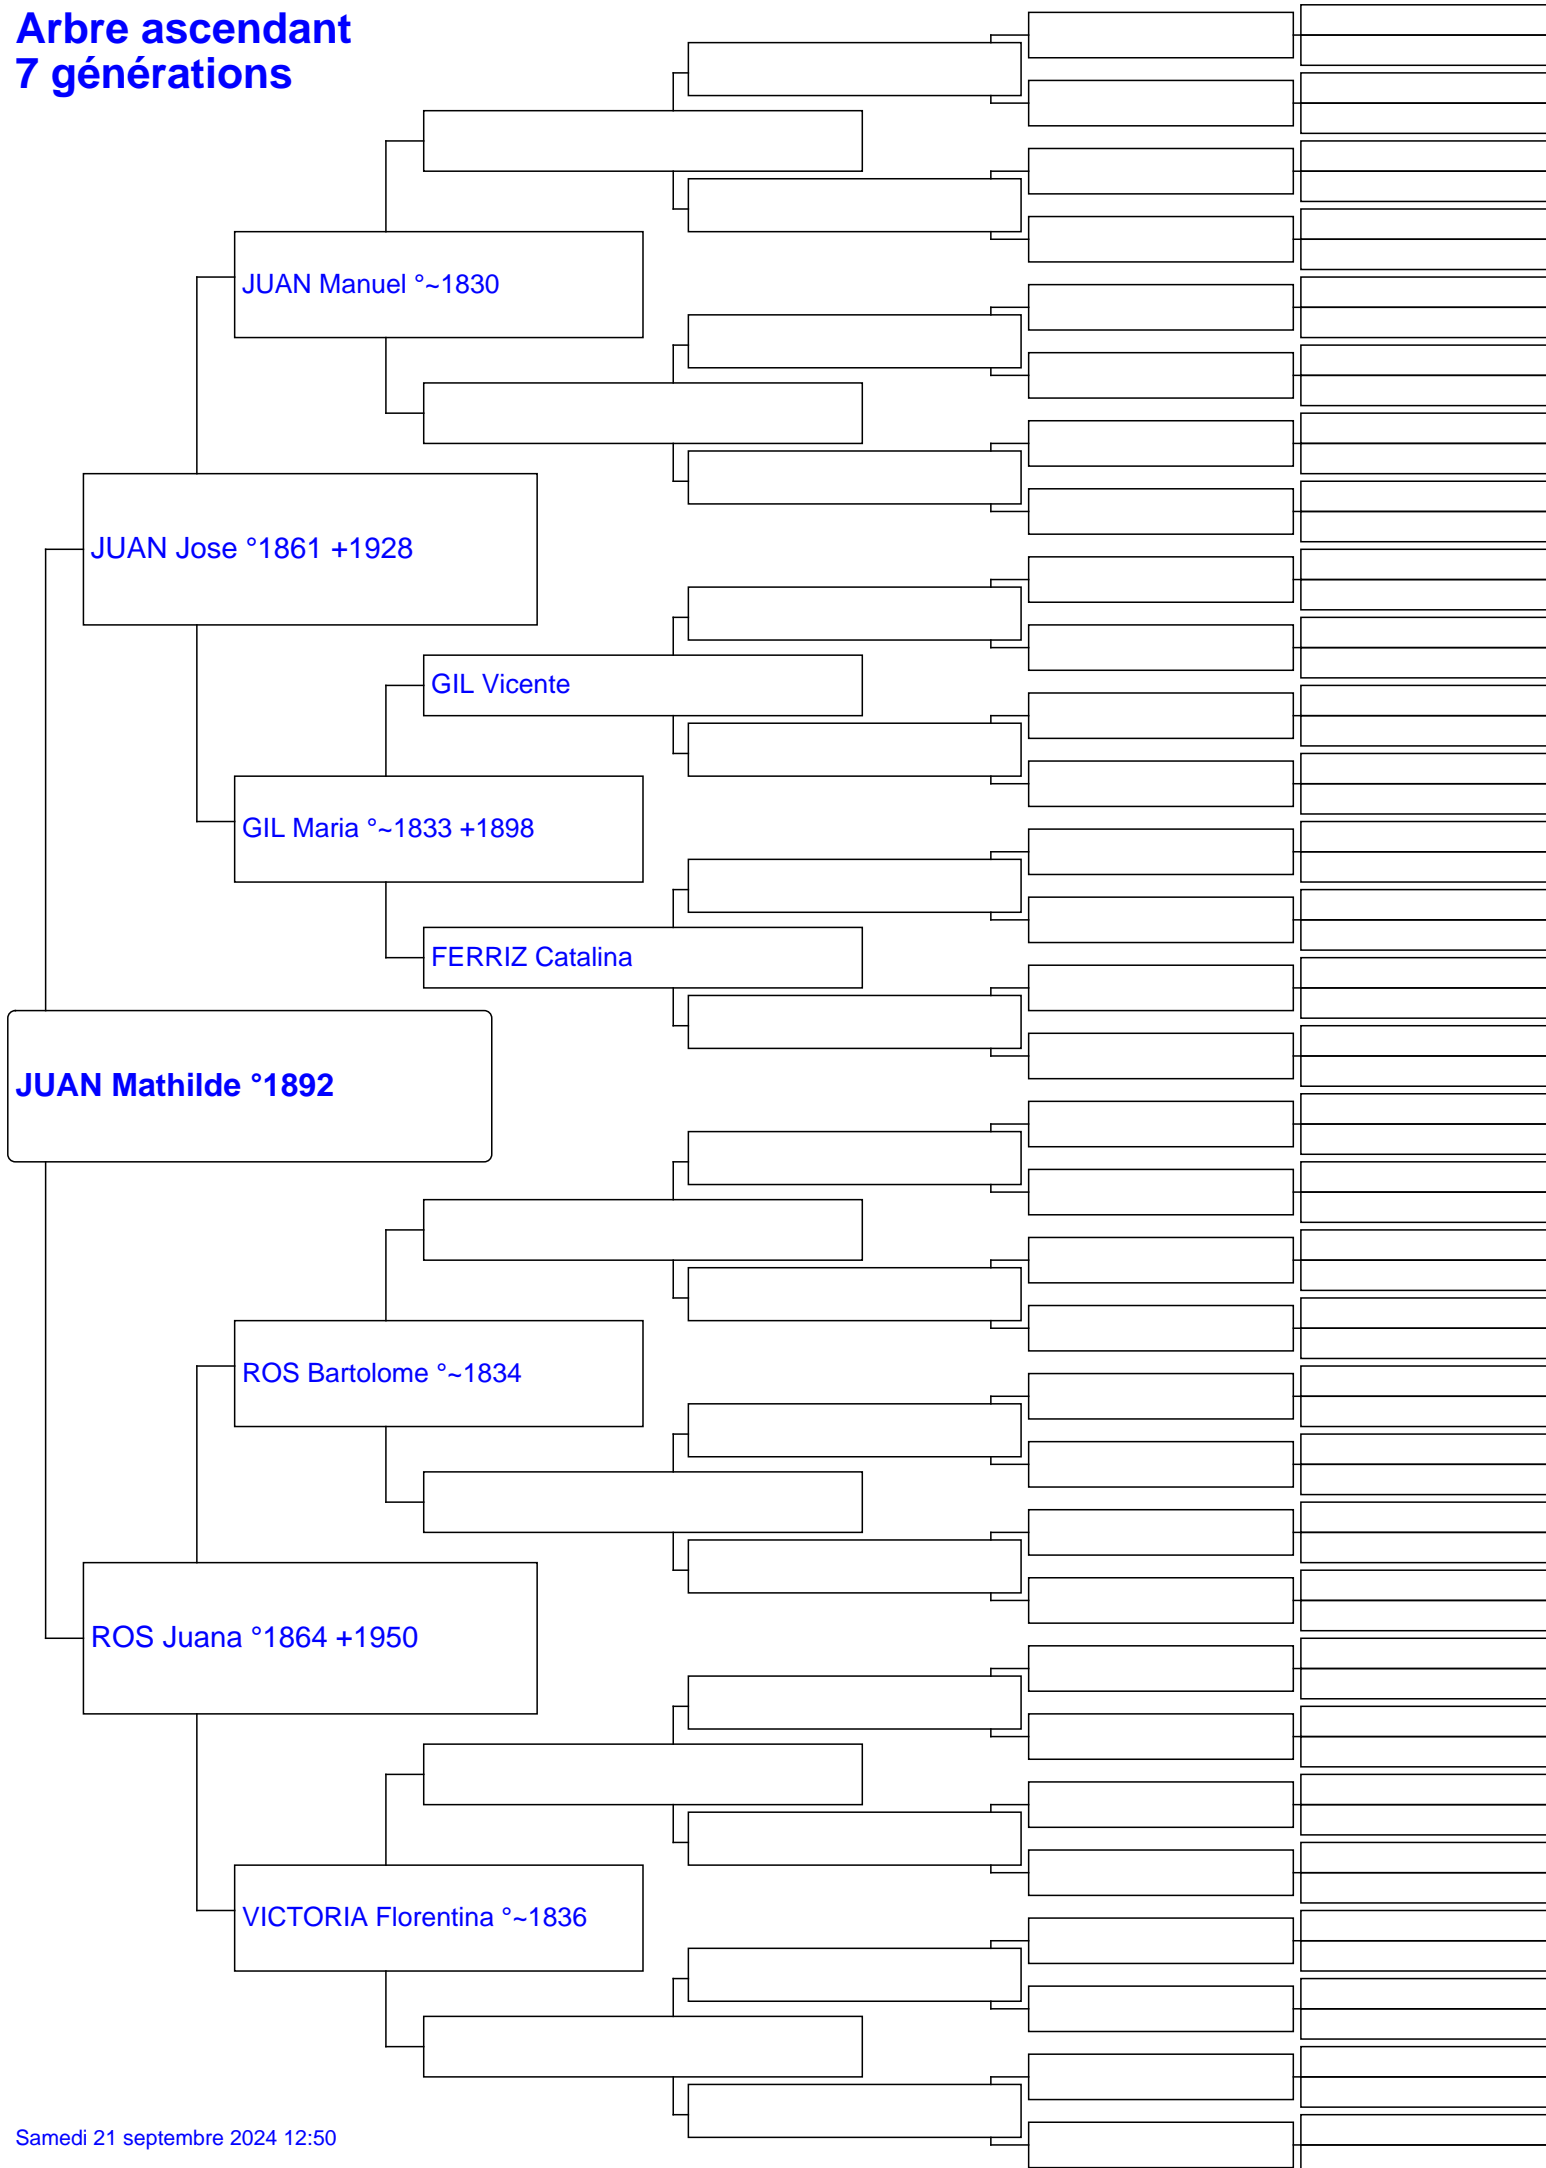 Arbre ascendant
7 générations
JUAN Manuel °~1830
JUAN Jose °1861 +1928
GIL Vicente
GIL Maria °~1833 +1898
FERRIZ Catalina
JUAN Mathilde °1892
ROS Bartolome °~1834
ROS Juana °1864 +1950
VICTORIA Florentina °~1836
Samedi 21 septembre 2024 12:50